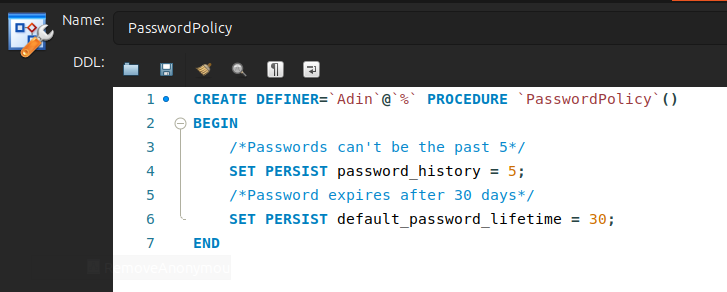 Name: PasswordPolicy
DDL:
1 CREATE DEFINER=`Adin`@`%` PROCEDURE `PasswordPolicy`()
2 BEGIN
3 /*Passwords can't be the past 5*/
4 SET PERSIST password_history = 5;
5 /*Password expires after 30 days*/
6 SET PERSIST default_password_lifetime = 30;
7 END